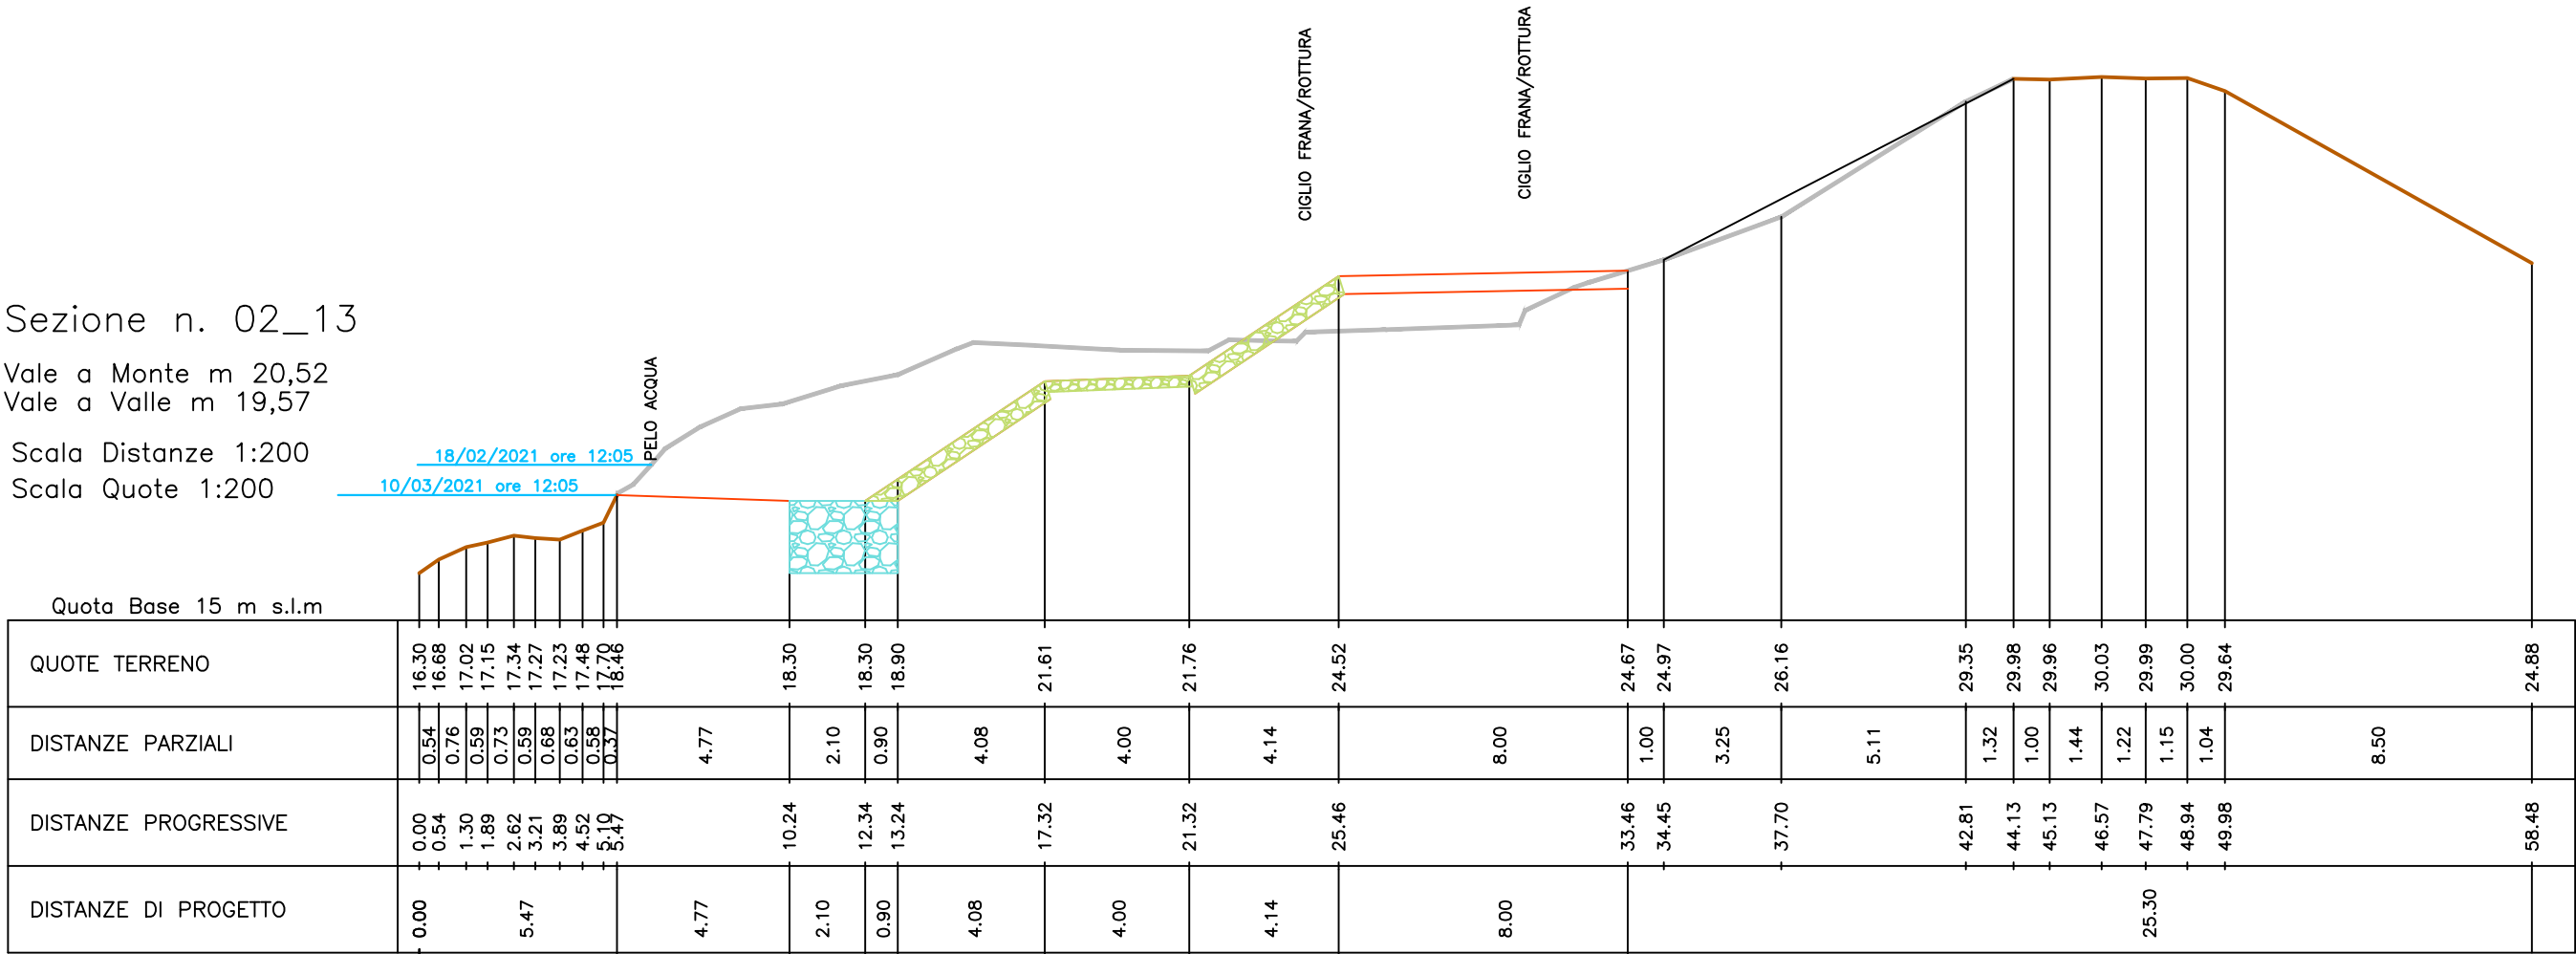 CIGLIO FRANA/ROTTURA
CIGLIO FRANA/ROTTURA
Sezione n. 02_13
Vale a Monte m 20,52
Vale a Valle m 19,57
Scala Distanze 1:200
Scala Quote 1:200
PELO ACQUA
18/02/2021 ore 12:05
10/03/2021 ore 12:05
Quota Base 15 m s.l.m
QUOTE TERRENO 16.30 16.68 17.02 17.15 17.34 17.27 17.23 17.48 17.70 18.46 18.30 18.30 18.90 21.61 21.76 24.52 24.67 24.97 26.16 29.35 29.98 29.96 30.03 29.99 30.00 29.64 24.88
DISTANZE PARZIALI 0.54 0.76 0.59 0.73 0.59 0.68 0.63 0.58 0.37 4.77 2.10 0.90 4.08 4.00 4.14 8.00 1.00 3.25 5.11 1.32 1.00 1.44 1.22 1.15 1.04 8.50
DISTANZE PROGRESSIVE 0.00 0.54 1.30 1.89 2.62 3.21 3.89 4.52 5.10 5.47 10.24 12.34 13.24 17.32 21.32 25.46 33.46 34.45 37.70 42.81 44.13 45.13 46.57 47.79 48.94 49.98 58.48
DISTANZE DI PROGETTO 0.00 5.47 4.77 2.10 0.90 4.08 4.00 4.14 8.00 25.30